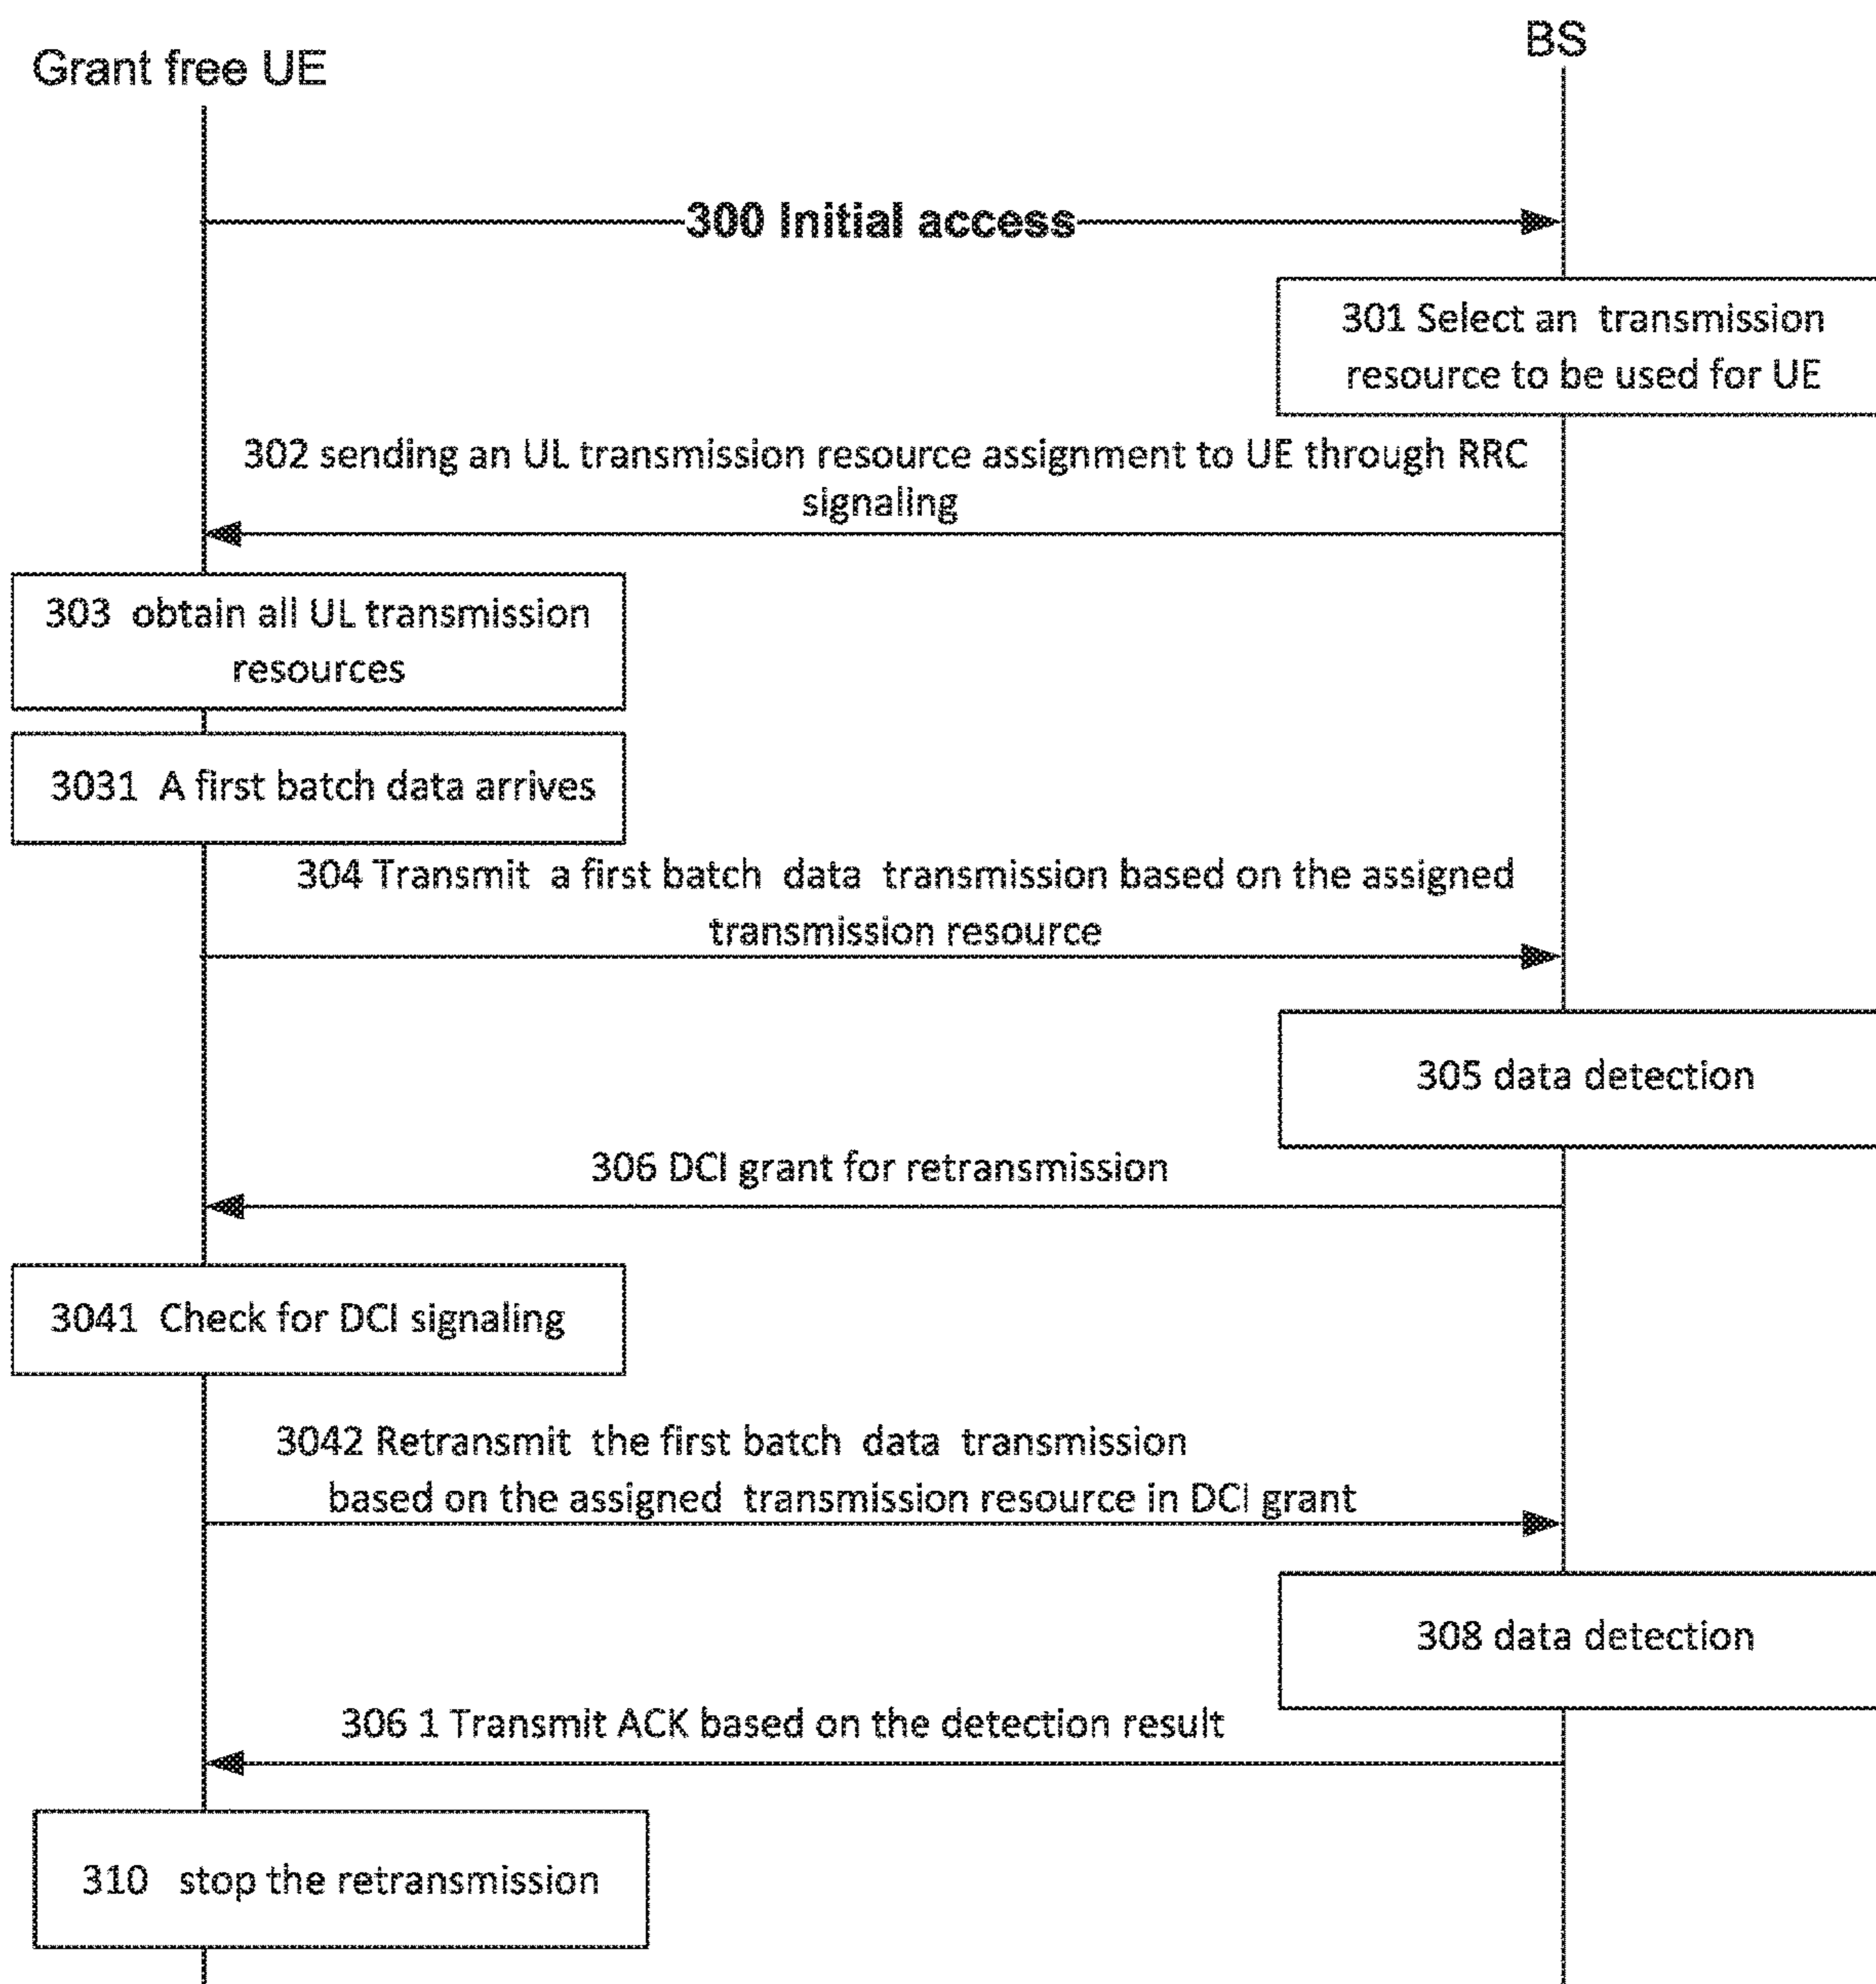 Grant free UE
BS
300 Initial access
301 Select an transmission
resource to be used for UE
302 sending an UL transmission resource assignment to UE through RRC
signaling
303 obtain all UL transmission
resources
3031 A first batch data arrives
304 Transmit a first batch data transmission based on the assigned
transmission resource
305 data detection
306 DCI grant for retransmission
3041 Check for DCI signaling
3042 Retransmit the first batch data transmission
based on the assigned transmission resource in DCI grant
308 data detection
306 1 Transmit ACK based on the detection result
310 stop the retransmission